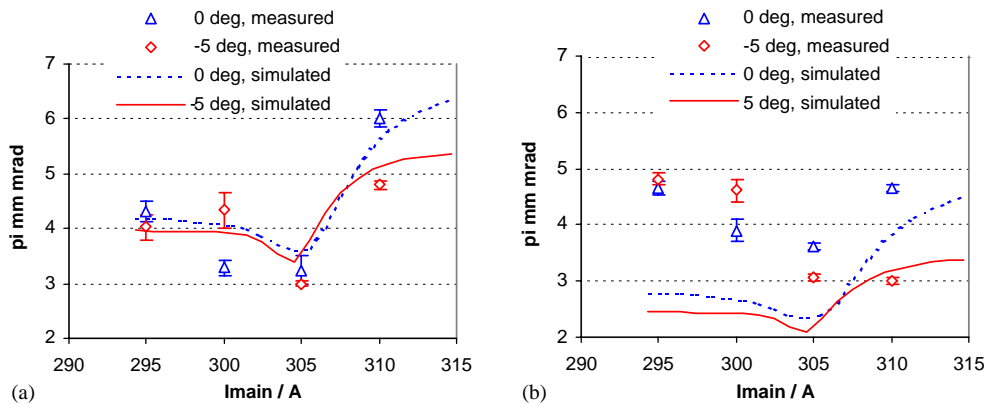 0 deg, measured
-5 deg, measured
0 deg, simulated
-5 deg, simulated
7
6
5
4
3
2
pi mm mrad
290
295
300
305
310
315
(a)
Imain / A
0 deg, measured
-5 deg, measured
0 deg, simulated
5 deg, simulated
7
6
5
4
3
2
pi mm mrad
290
295
300
305
310
315
(b)
Imain / A